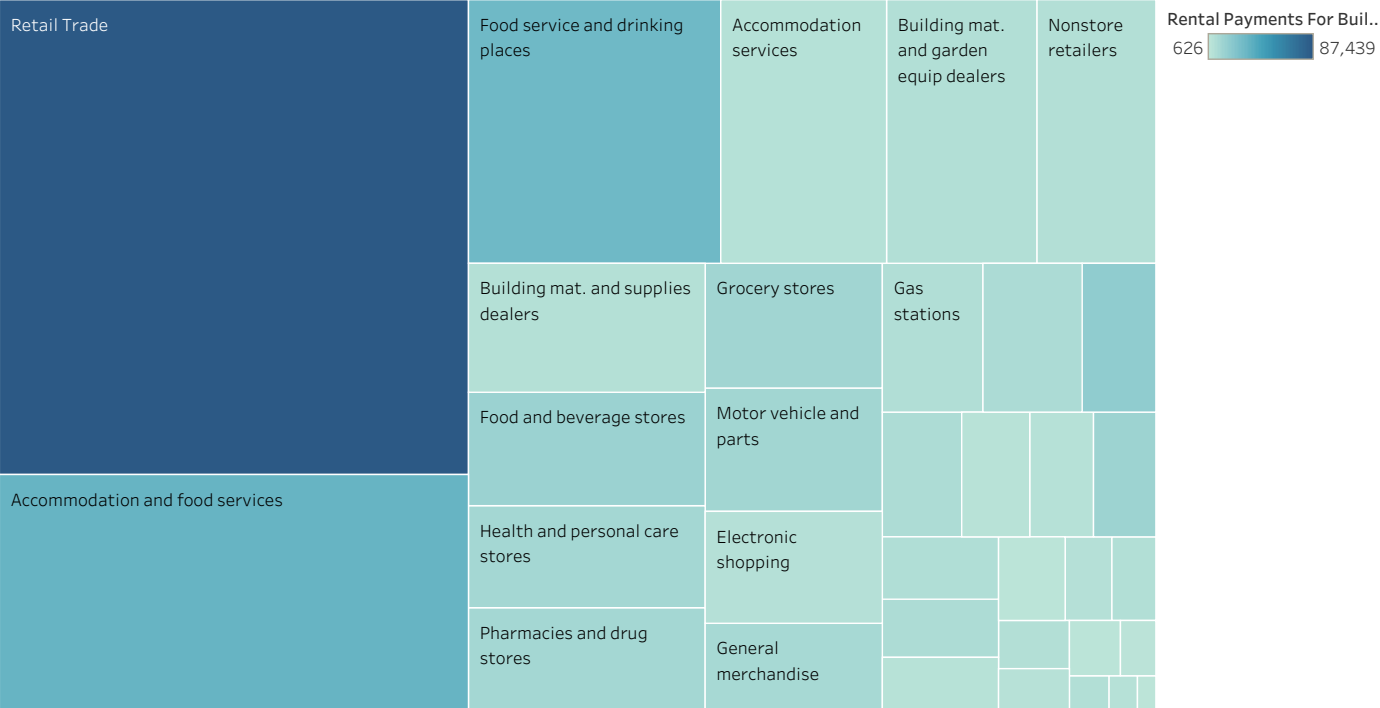 Retail Trade
Accommodation and food services
Food service and drinking
places
Accommodation
services
Building mat.
and garden
equip dealers
Nonstore
retailers
Building mat. and supplies
dealers
Food and beverage stores
Health and personal care
stores
Pharmacies and drug
stores
Grocery stores
Motor vehicle and
parts
Electronic
shopping
General
merchandise
Gas
stations
Rental Payments For Buil..
626 87,439